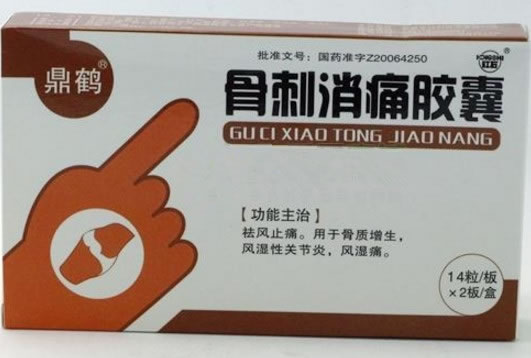 鼎鹤®
批准文号：国药准字Z20064250
骨刺消痛胶囊
GU CI XIAO TONG JIAO NANG
【功能主治】
祛风止痛。用于骨质增生，
风湿性关节炎，风湿痛。
14粒/板
×2板/盒